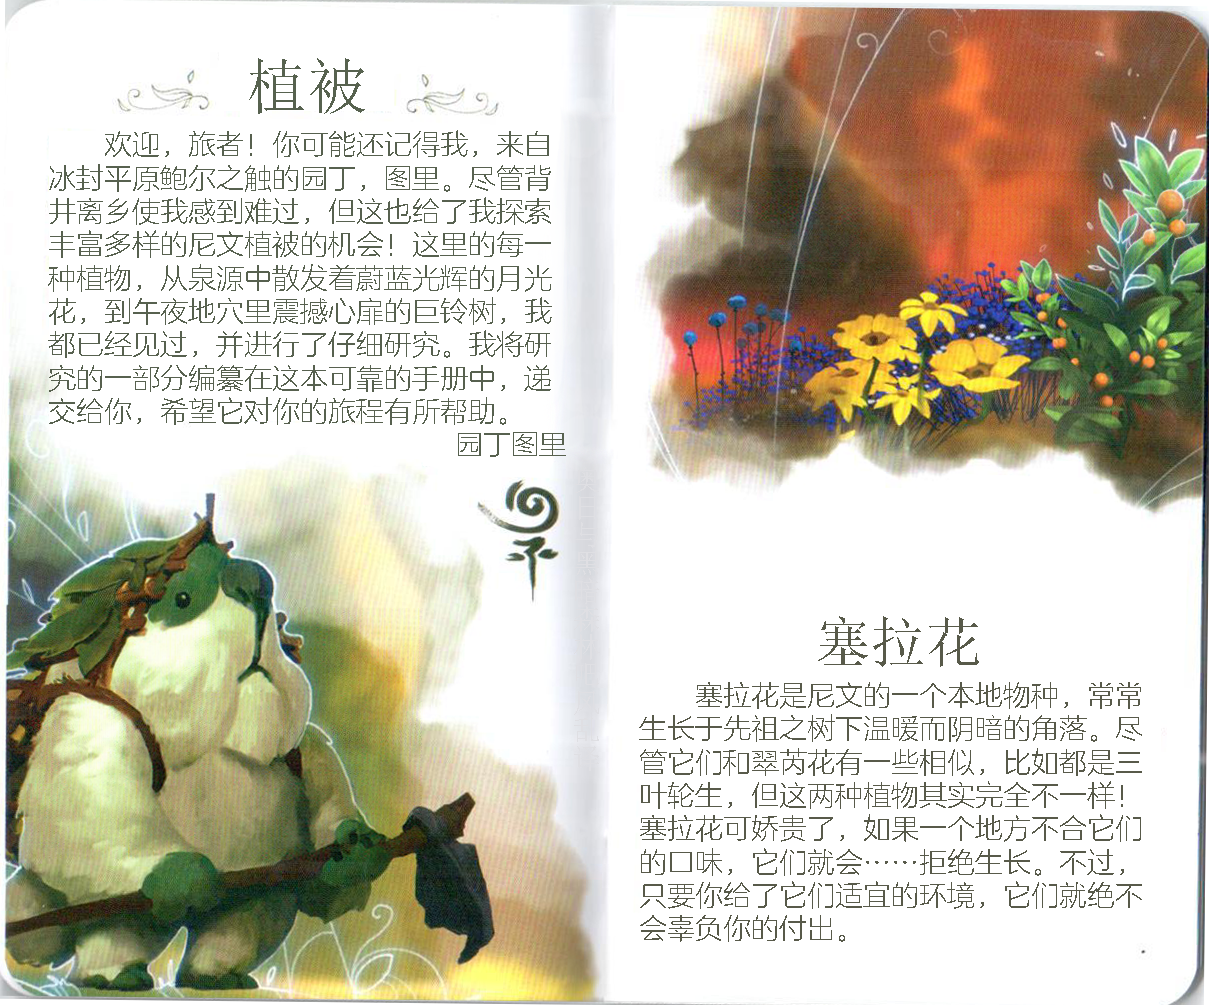 植被
欢迎，旅者！你可能还记得我，来自
冰封平原鲍尔之触的园丁，图里。尽管背
井离乡使我感到难过，但这也给了我探索
丰富多样的尼文植被的机会！这里的每一
种植物，从泉源中散发着蔚蓝光辉的月光
花，到午夜地穴里震撼心扉的巨铃树，我
都已经见过，并进行了仔细研究。我将研
究的一部分编纂在这本可靠的手册中，递
交给你，希望它对你的旅程有所帮助。
园丁图里
塞拉花
塞拉花是尼文的一个本地物种，常常
生长于先祖之树下温暖而阴暗的角落。尽
管它们和翠芮花有一些相似，比如都是三
叶轮生，但这两种植物其实完全不一样！
塞拉花可娇贵了，如果一个地方不合它们
的口味，它们就会……拒绝生长。不过，
只要你给了它们适宜的环境，它们就绝不
会辜负你的付出。